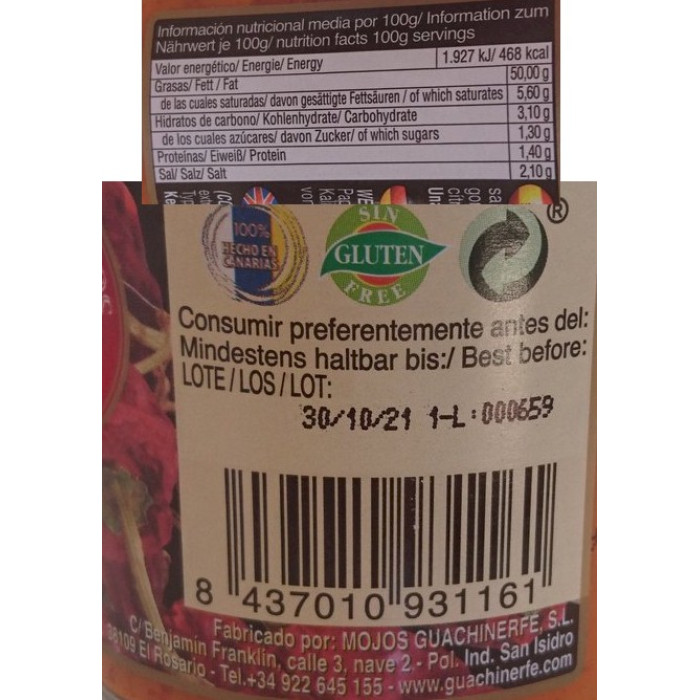 Información nutricional media por 100g/ Information zum
Nährwert je 100g/ nutrition facts 100g servings
Valor energético/ Energie/ Energy 1.927 kJ/ 468 kcal
Grasas/ Fett / Fat 50,00 g
de las cuales saturadas/ davon gesättigte Fettsäuren / of which saturates 5,60 g
Hidratos de carbono/ Kohlenhydrate/ Carbohydrate 3,10 g
de los cuales azúcares/ davon Zucker/ of which sugars 1,30 g
Proteinas/ Eiweiß/ Protein 1,40 g
Sal/ Salz/ Salt 2,10 g
100%
HECHO EN
CANARIAS
SIN
GLUTEN
FREE
®
Consumir preferentemente antes del:
Mindestens haltbar bis:/ Best before:
LOTE/LOS/LOT:
30/10/21 1-L:000659
8 437010 931161
Fabricado por: MOJOS GUACHINERFE, S.L.
C/ Benjamín Franklin, calle 3, nave 2 - Pol. Ind. San Isidro
38109 El Rosario - Tel.+34 922 645 155 - www.guachinerfe.com